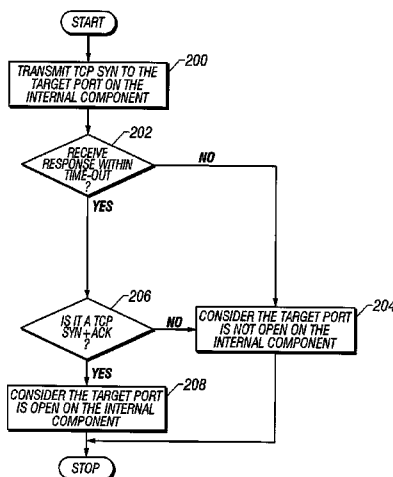 START
200
TRANSMIT TCP SYN TO THE
TARGET PORT ON THE
INTERNAL COMPONENT
202
RECEIVE
RESPONSE WITHIN
TIME-OUT
?
NO
YES
206
IS IT A TCP
SYN+ACK
?
NO
YES
204
CONSIDER THE TARGET PORT
IS NOT OPEN ON THE
INTERNAL COMPONENT
208
CONSIDER THE TARGET PORT
IS OPEN ON THE INTERNAL
COMPONENT
STOP